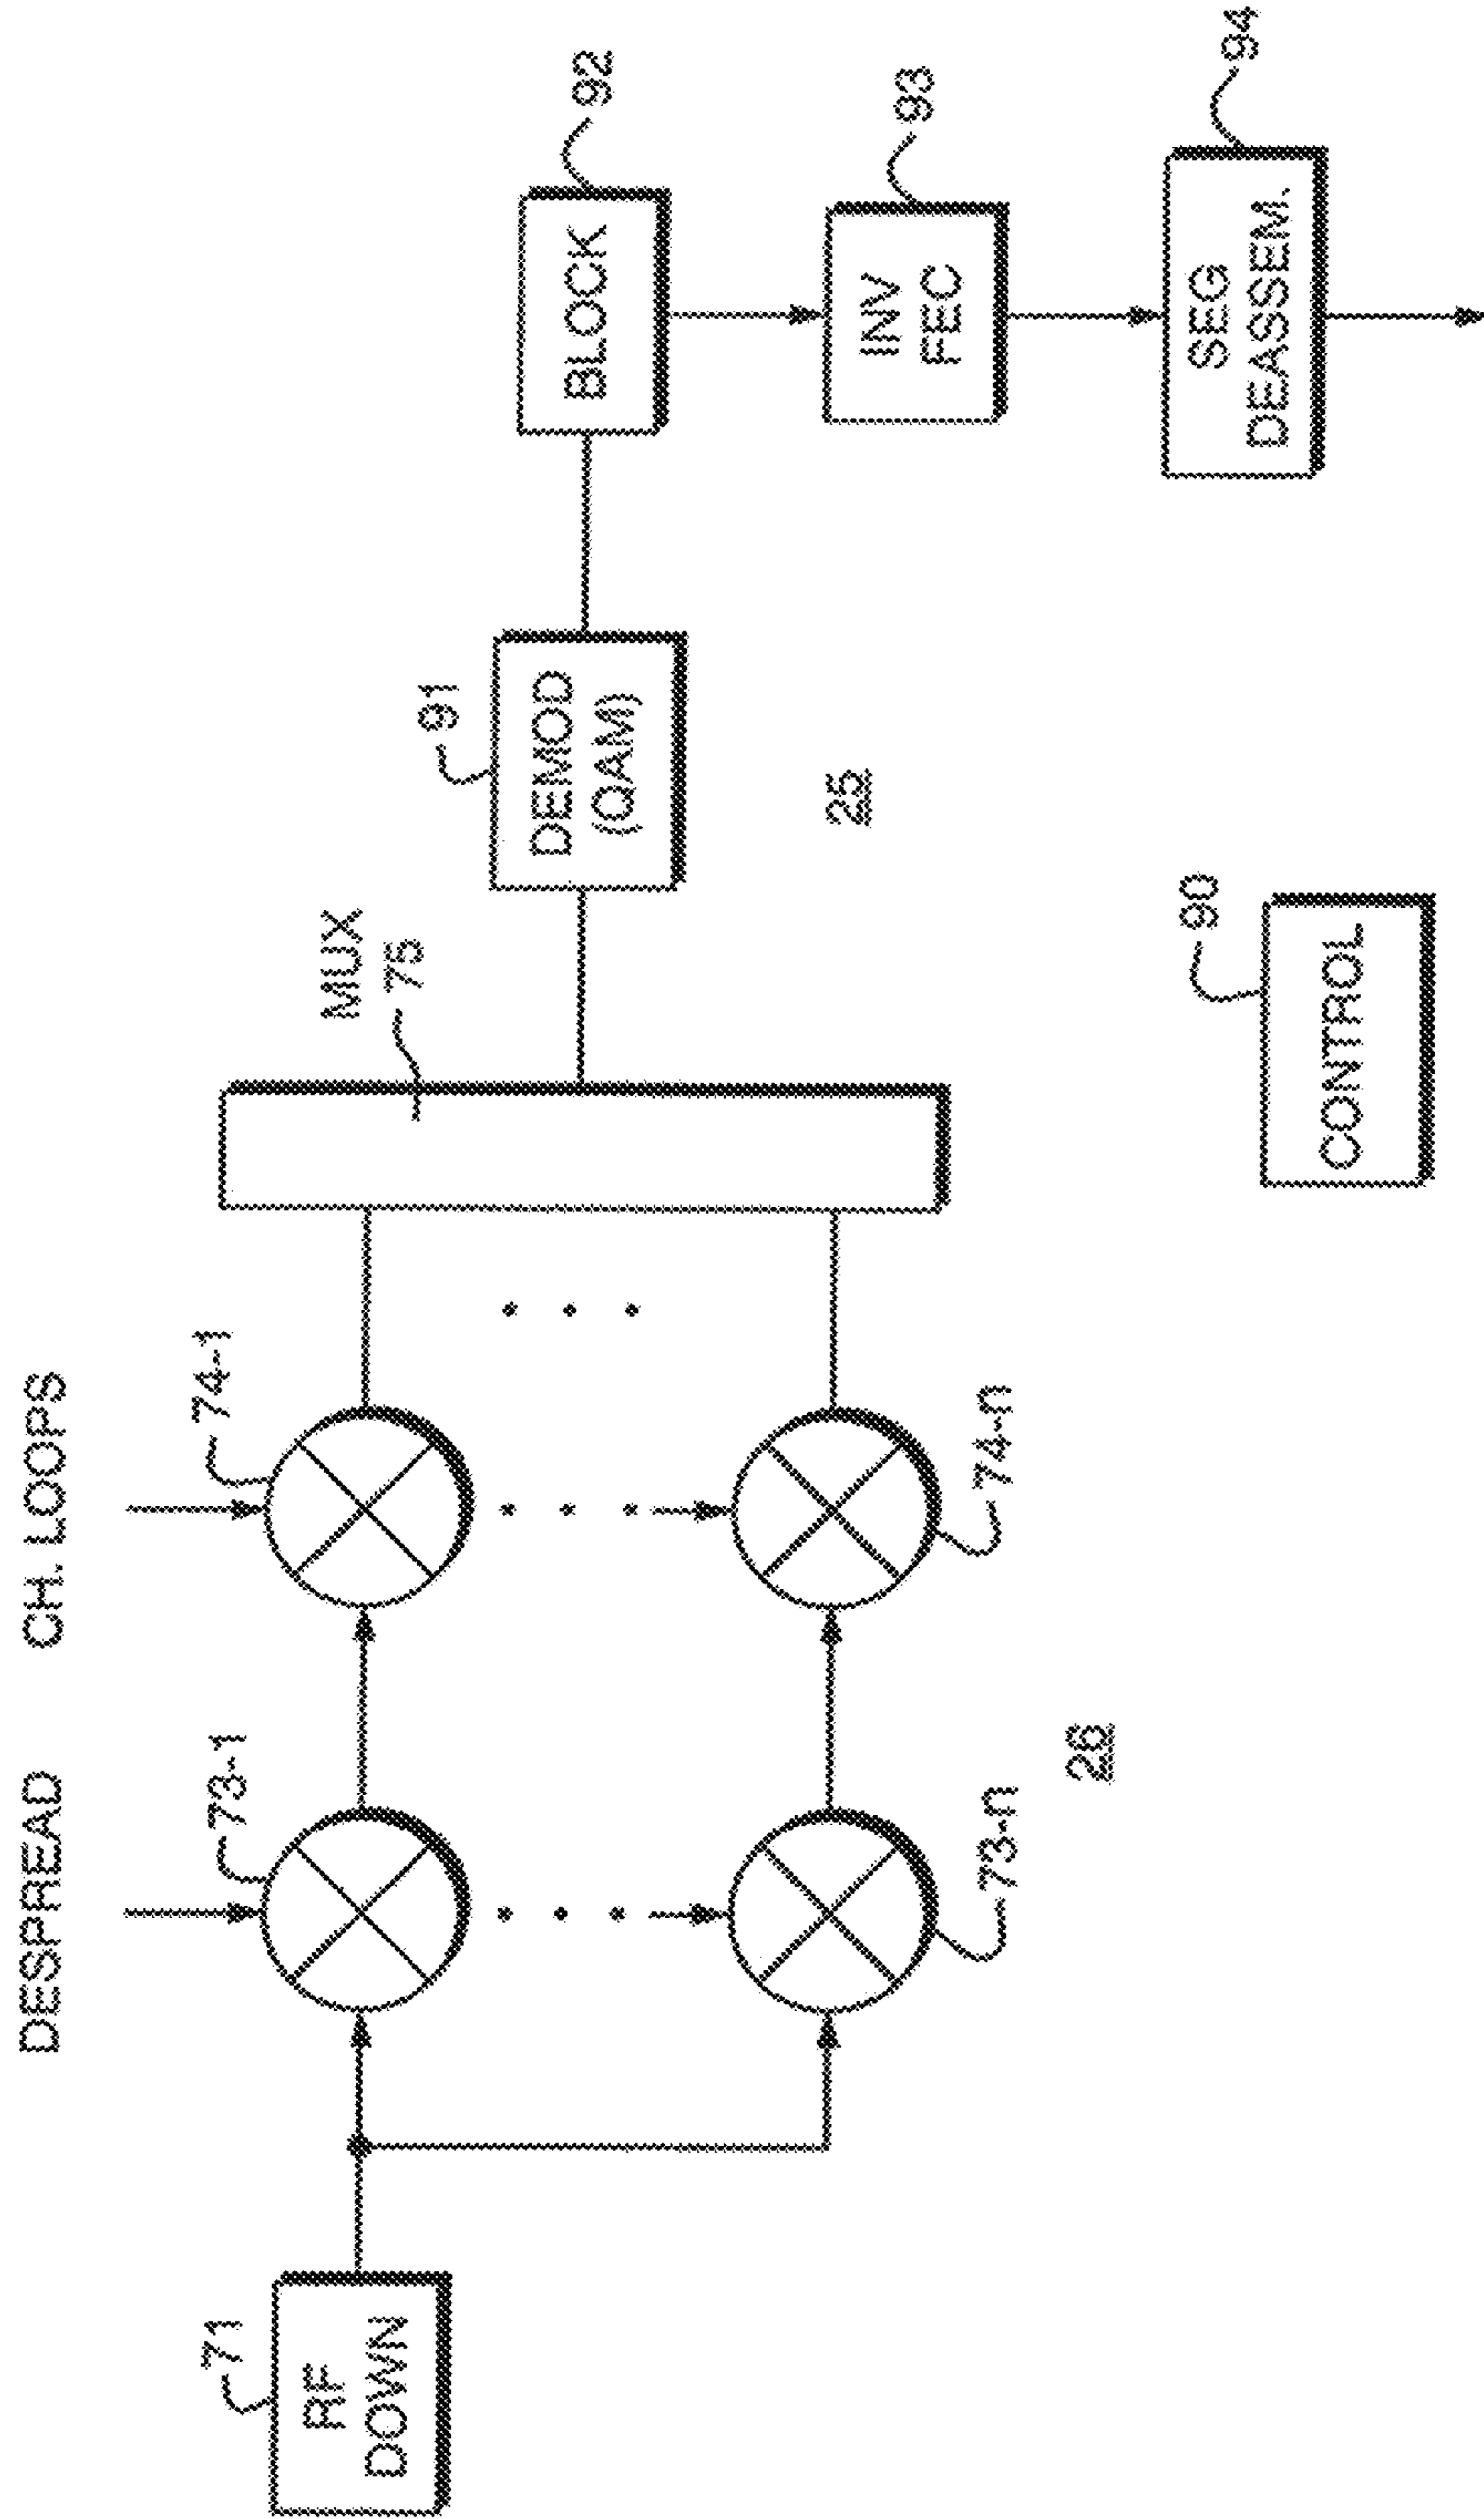 DESPREAD
CH. LOOPS
71
RF
DOWN
73-1
74-1
MUX
75
73-n
74-n
28
91
DEMOD
(QAM)
25
BLOCK
92
INV
FEC
93
SEG
DEASSEM.
94
90
CONTROL